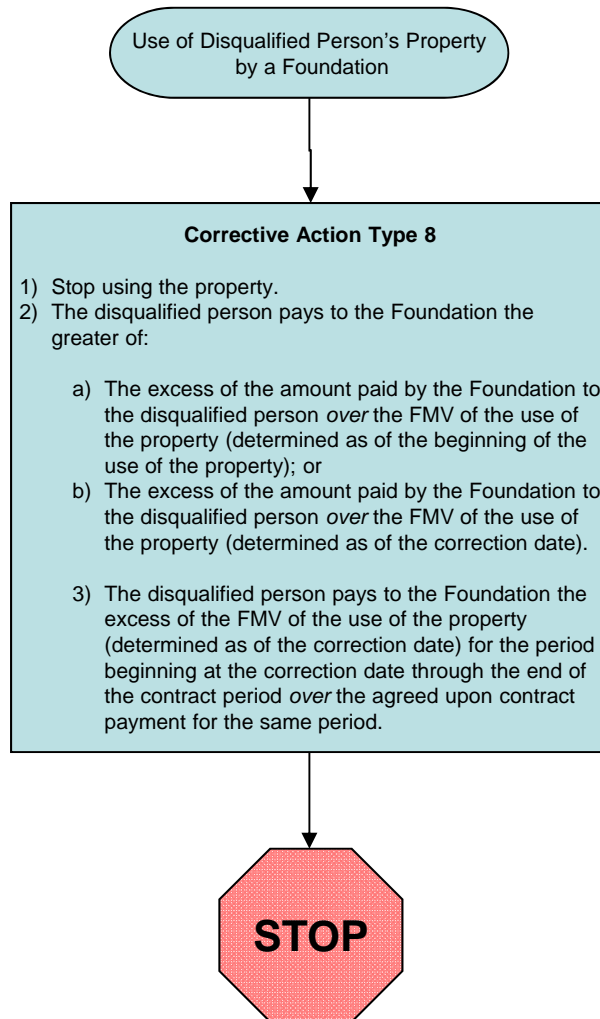 Use of Disqualified Person's Property
by a Foundation
Corrective Action Type 8
1) Stop using the property.
2) The disqualified person pays to the Foundation the
greater of:
a) The excess of the amount paid by the Foundation to
the disqualified person over the FMV of the use of
the property (determined as of the beginning of the
use of the property); or
b) The excess of the amount paid by the Foundation to
the disqualified person over the FMV of the use of
the property (determined as of the correction date).
3) The disqualified person pays to the Foundation the
excess of the FMV of the use of the property
(determined as of the correction date) for the period
beginning at the correction date through the end of
the contract period over the agreed upon contract
payment for the same period.
STOP